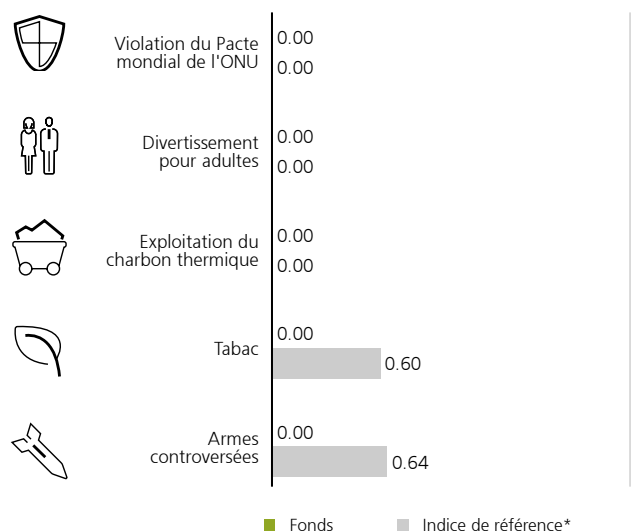 Violation du Pacte
mondial de l'ONU
0.00
0.00
Divertissement
pour adultes
0.00
0.00
Exploitation du
charbon thermique
0.00
0.00
Tabac
0.00
0.60
Armes
controversées
0.00
0.64
Fonds
Indice de référence*